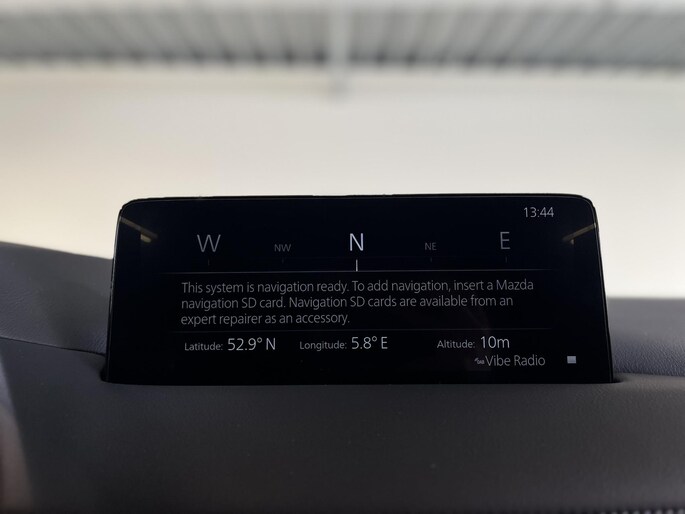 13:44
W NW N NE E
This system is navigation ready. To add navigation, insert a Mazda
navigation SD card. Navigation SD cards are available from an
expert repairer as an accessory.
Latitude: 52.9° N Longitude: 5.8° E Altitude: 10m
Vibe Radio